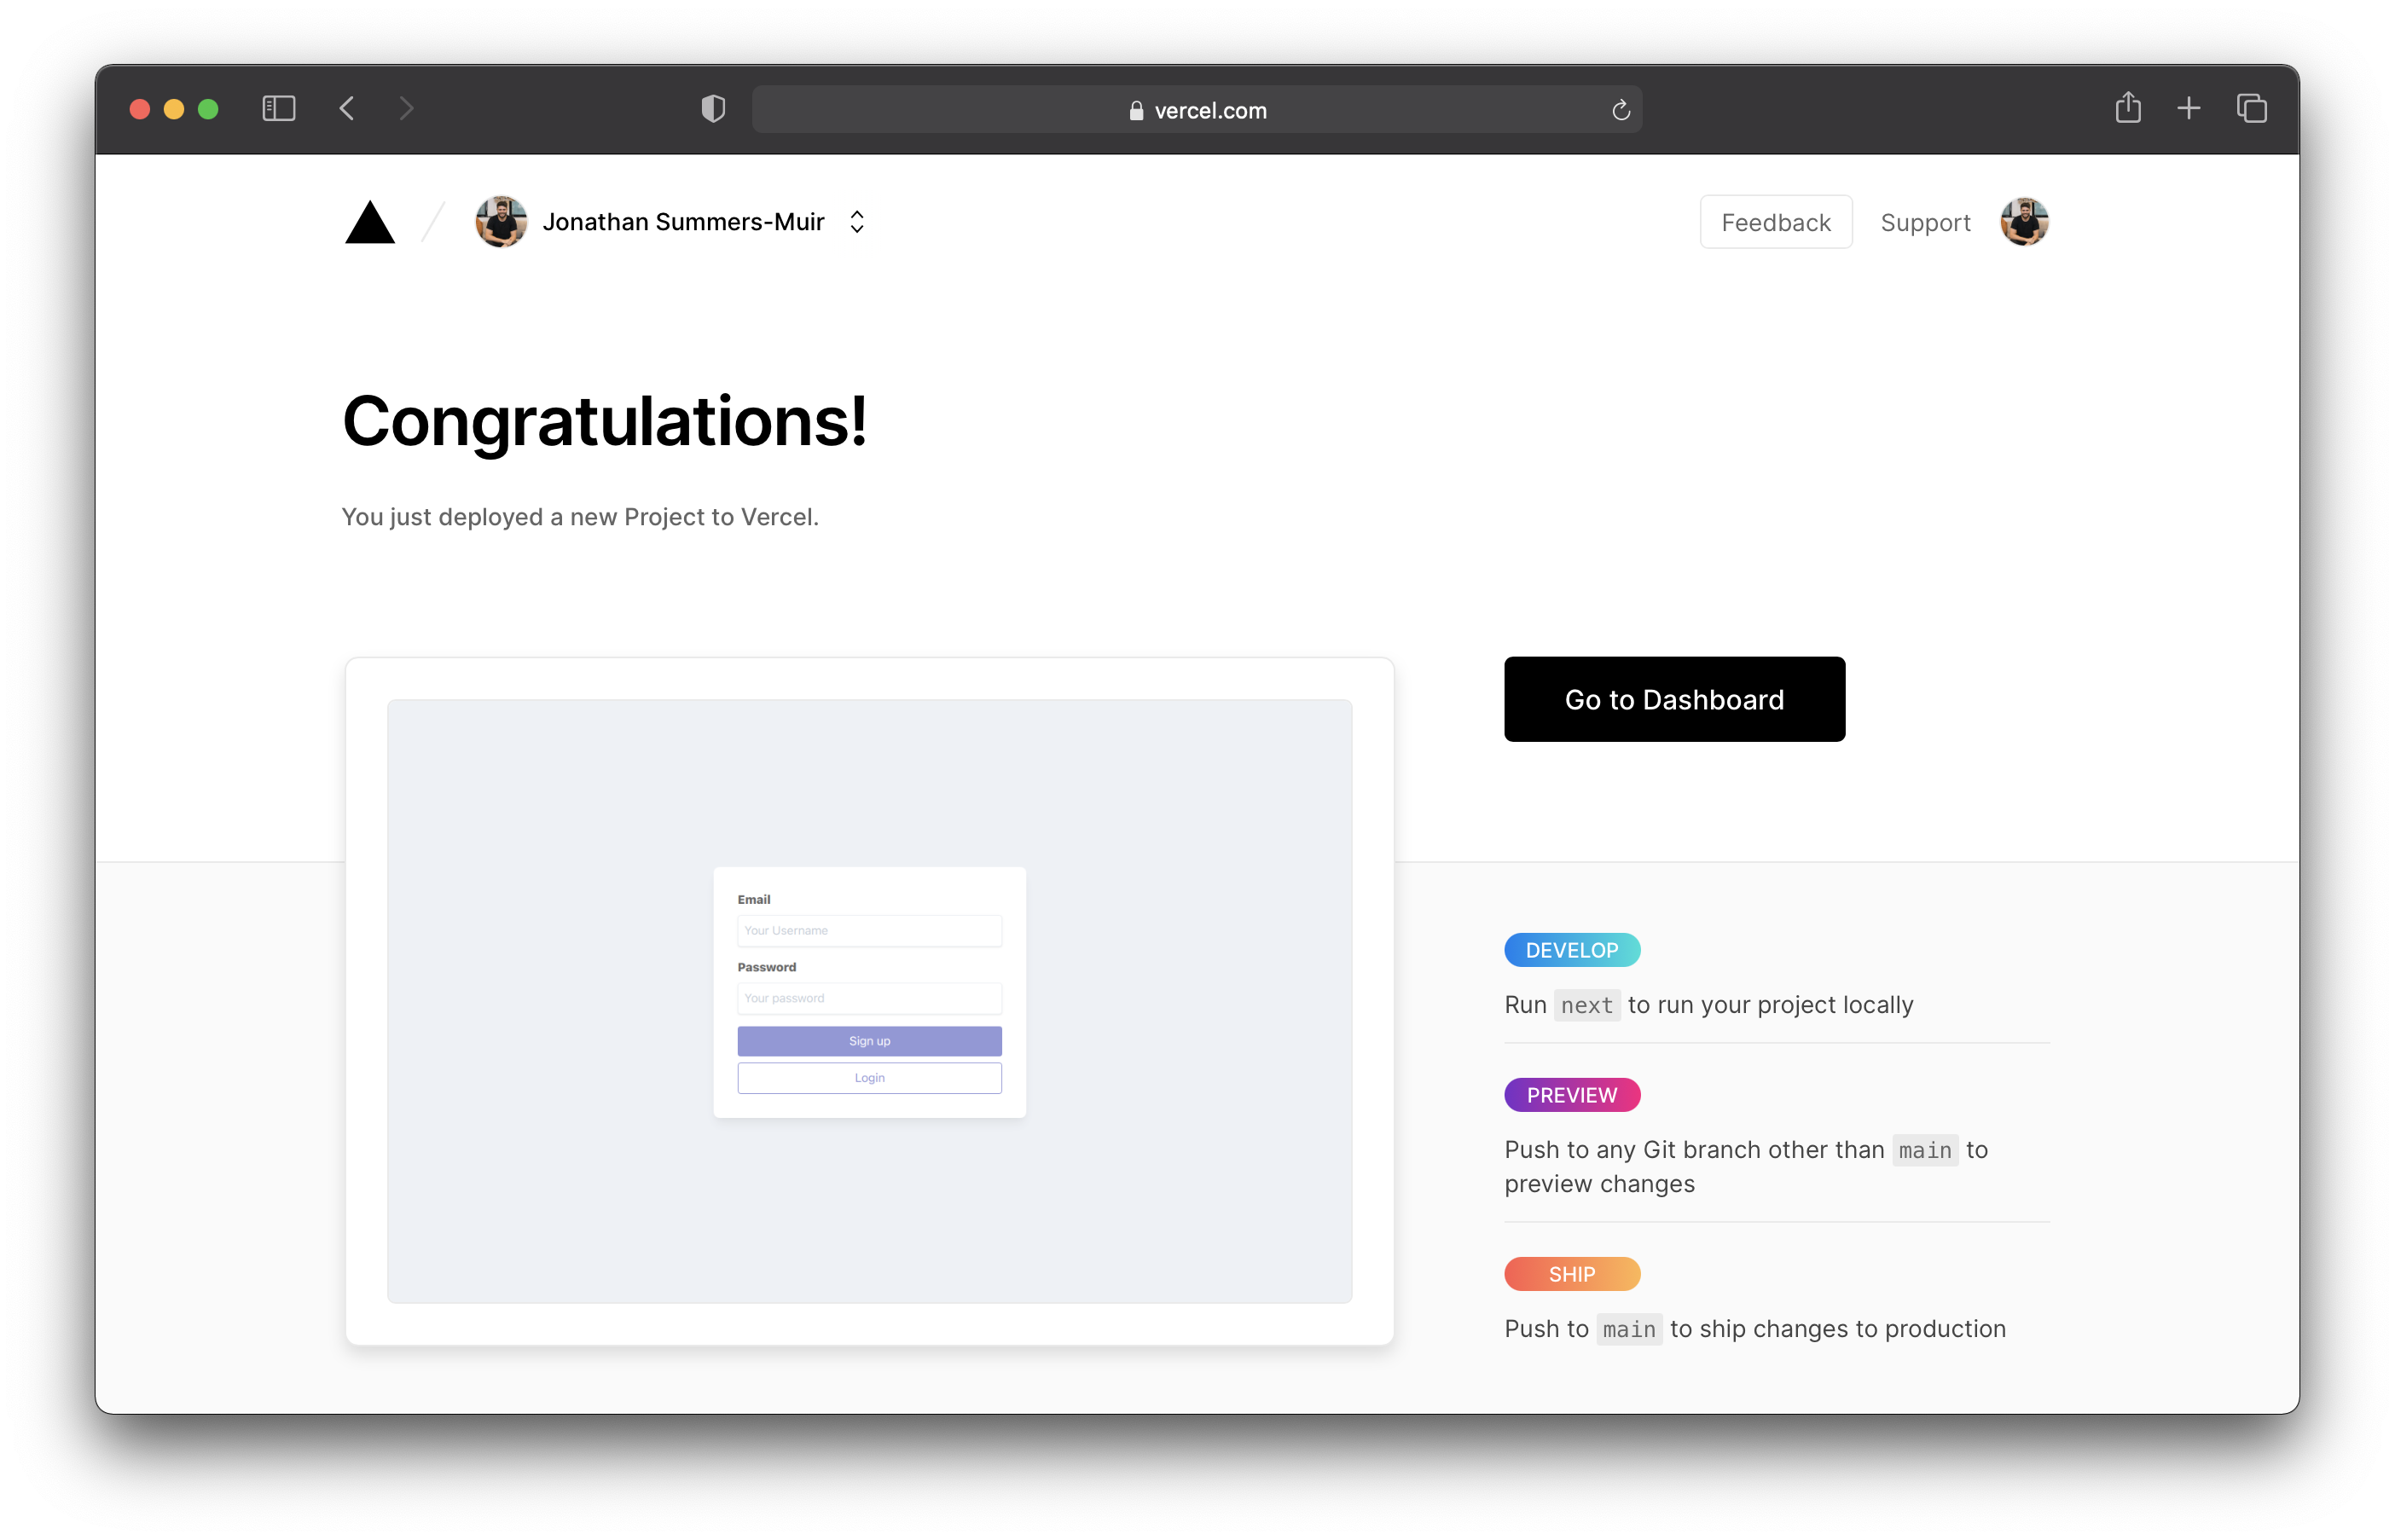 vercel.com
Jonathan Summers-Muir
Feedback
Support
Congratulations!
You just deployed a new Project to Vercel.
Go to Dashboard
Email
Your Username
Password
Your password
Sign up
Login
DEVELOP
Run next to run your project locally
PREVIEW
Push to any Git branch other than main to
preview changes
SHIP
Push to main to ship changes to production